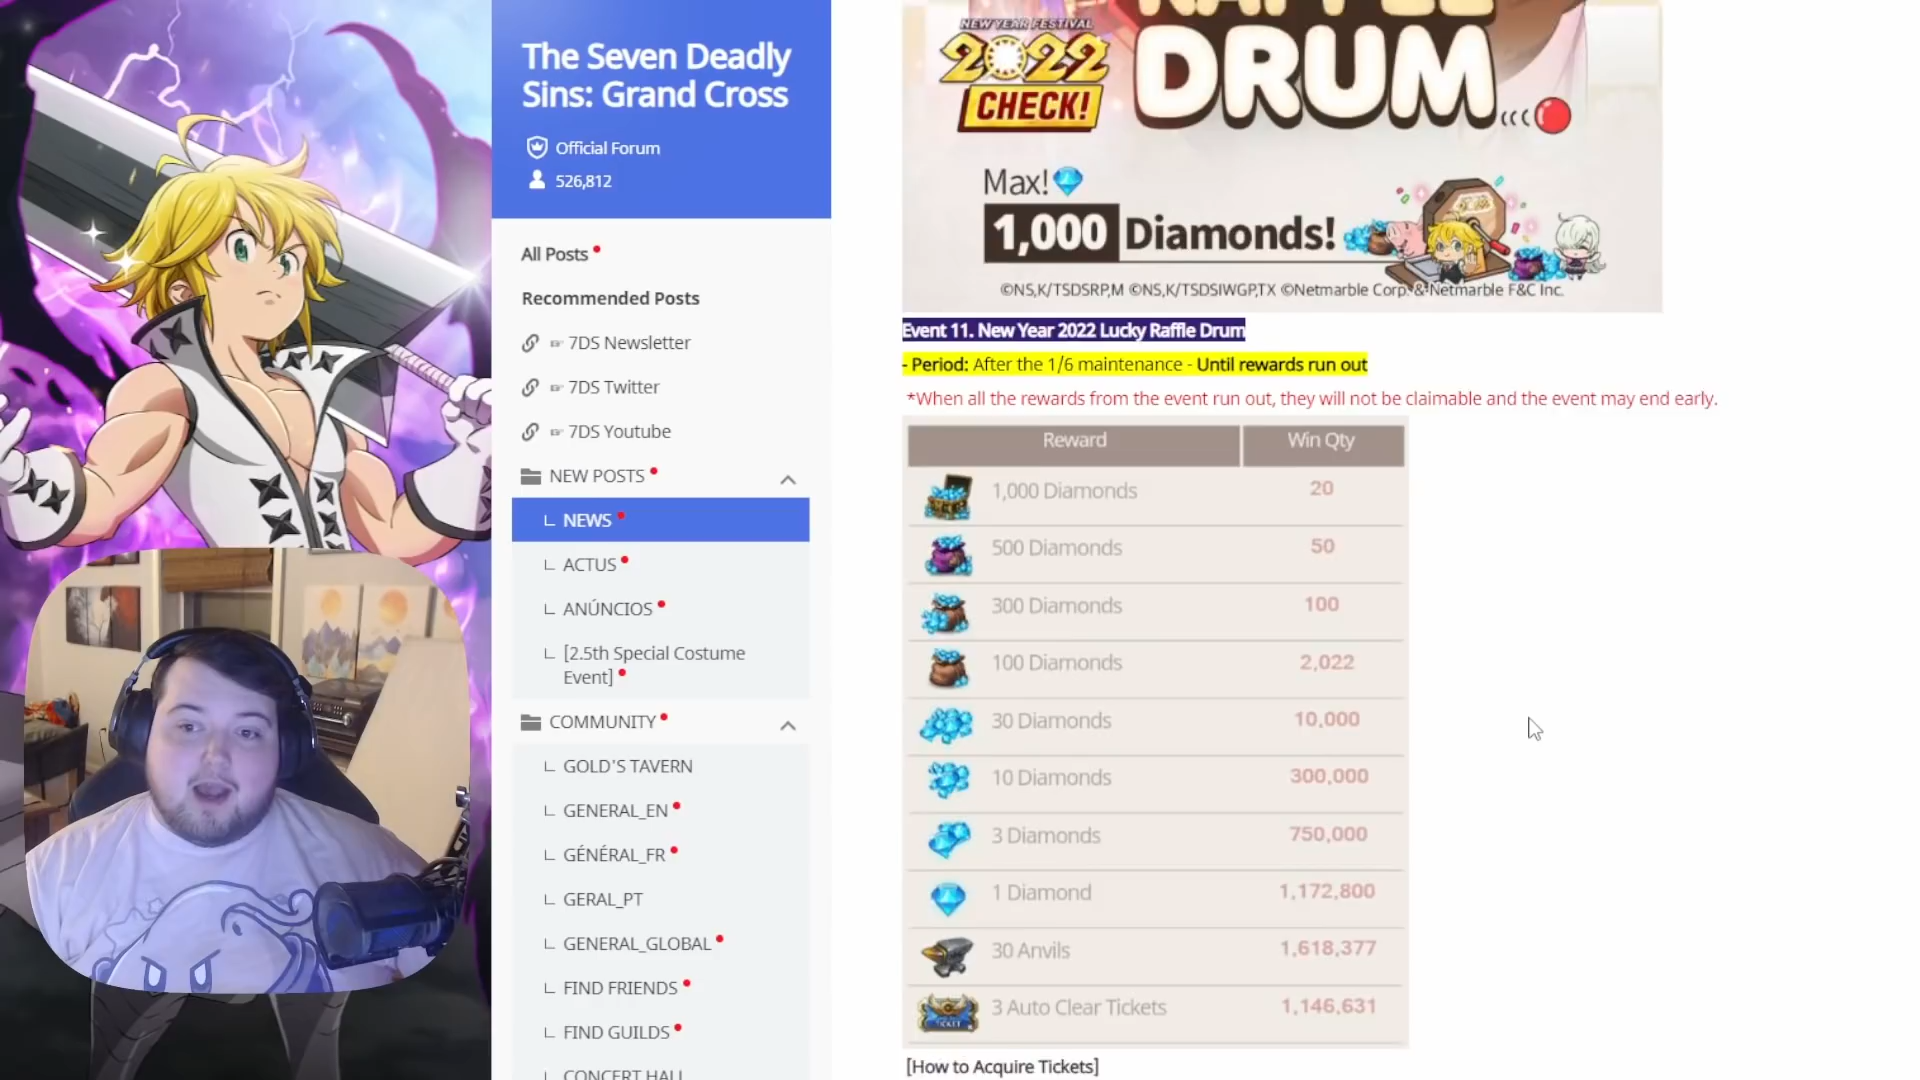 The Seven Deadly
Sins: Grand Cross
Official Forum
526,812
All Posts
Recommended Posts
☞ 7DS Newsletter
☞ 7DS Twitter
☞ 7DS Youtube
NEW POSTS
NEWS
ACTUS
ANÚNCIOS
[2.5th Special Costume
Event]
COMMUNITY
GOLD'S TAVERN
GENERAL_EN
GÉNÉRAL_FR
GERAL_PT
GENERAL_GLOBAL
FIND FRIENDS
FIND GUILDS
CONCERT HALL
NEW YEAR FESTIVAL
2022
CHECK!
RAFFLE
DRUM
Max!
1,000 Diamonds!
©NS,K/TSDSRP,M ©NS,K/TSDSIWGP,TX ©Netmarble Corp. & Netmarble F&C Inc.
Event 11. New Year 2022 Lucky Raffle Drum
- Period: After the 1/6 maintenance - Until rewards run out
*When all the rewards from the event run out, they will not be claimable and the event may end early.
Reward Win Qty
1,000 Diamonds 20
500 Diamonds 50
300 Diamonds 100
100 Diamonds 2,022
30 Diamonds 10,000
10 Diamonds 300,000
3 Diamonds 750,000
1 Diamond 1,172,800
30 Anvils 1,618,377
TICKET
3 Auto Clear Tickets 1,146,631
[How to Acquire Tickets]